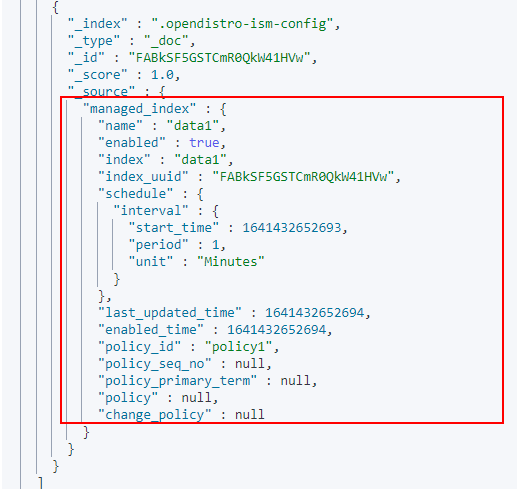 {
"_index" : ".opendistro-ism-config",
"_type" : "_doc",
"_id" : "FABkSF5GSTCmR0QkW41HVw",
"_score" : 1.0,
"_source" : {
"managed_index" : {
"name" : "data1",
"enabled" : true,
"index" : "data1",
"index_uuid" : "FABkSF5GSTCmR0QkW41HVw",
"schedule" : {
"interval" : {
"start_time" : 1641432652693,
"period" : 1,
"unit" : "Minutes"
}
},
"last_updated_time" : 1641432652694,
"enabled_time" : 1641432652694,
"policy_id" : "policy1",
"policy_seq_no" : null,
"policy_primary_term" : null,
"policy" : null,
"change_policy" : null
}
}
}
]